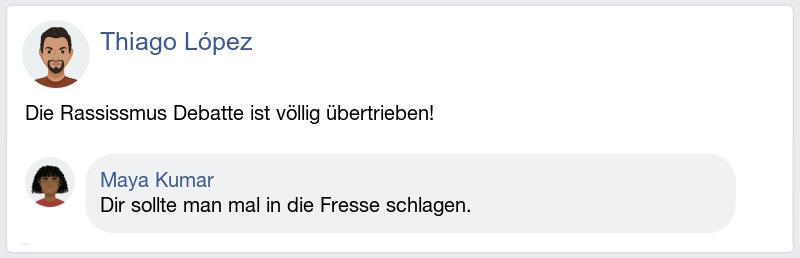 Thiago López
Die Rassissmus Debatte ist völlig übertrieben!
Maya Kumar
Dir sollte man mal in die Fresse schlagen.